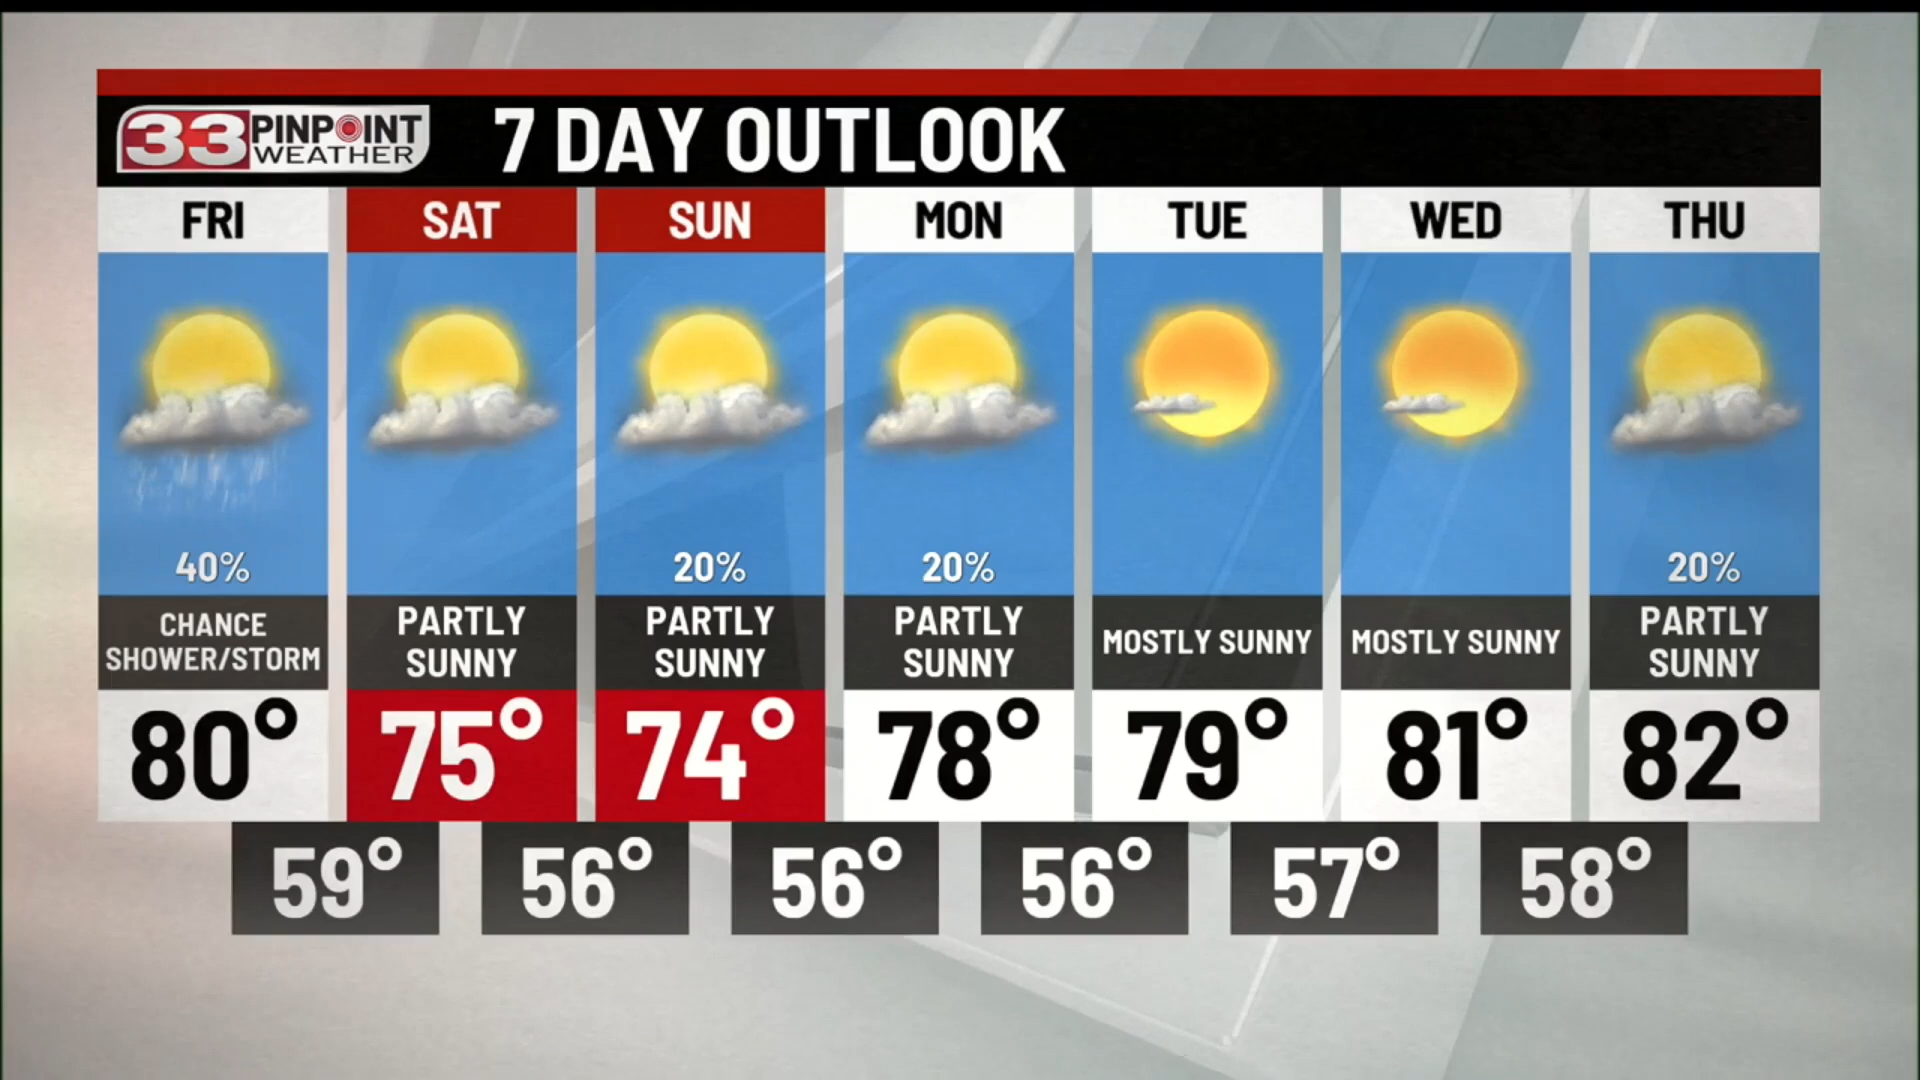 33 PINPOINT WEATHER
7 DAY OUTLOOK
FRI SAT SUN MON TUE WED THU
40% 20% 20% 20%
CHANCE SHOWER/STORM
PARTLY SUNNY
PARTLY SUNNY
PARTLY SUNNY
MOSTLY SUNNY
MOSTLY SUNNY
PARTLY SUNNY
80° 75° 74° 78° 79° 81° 82°
59° 56° 56° 56° 57° 58°